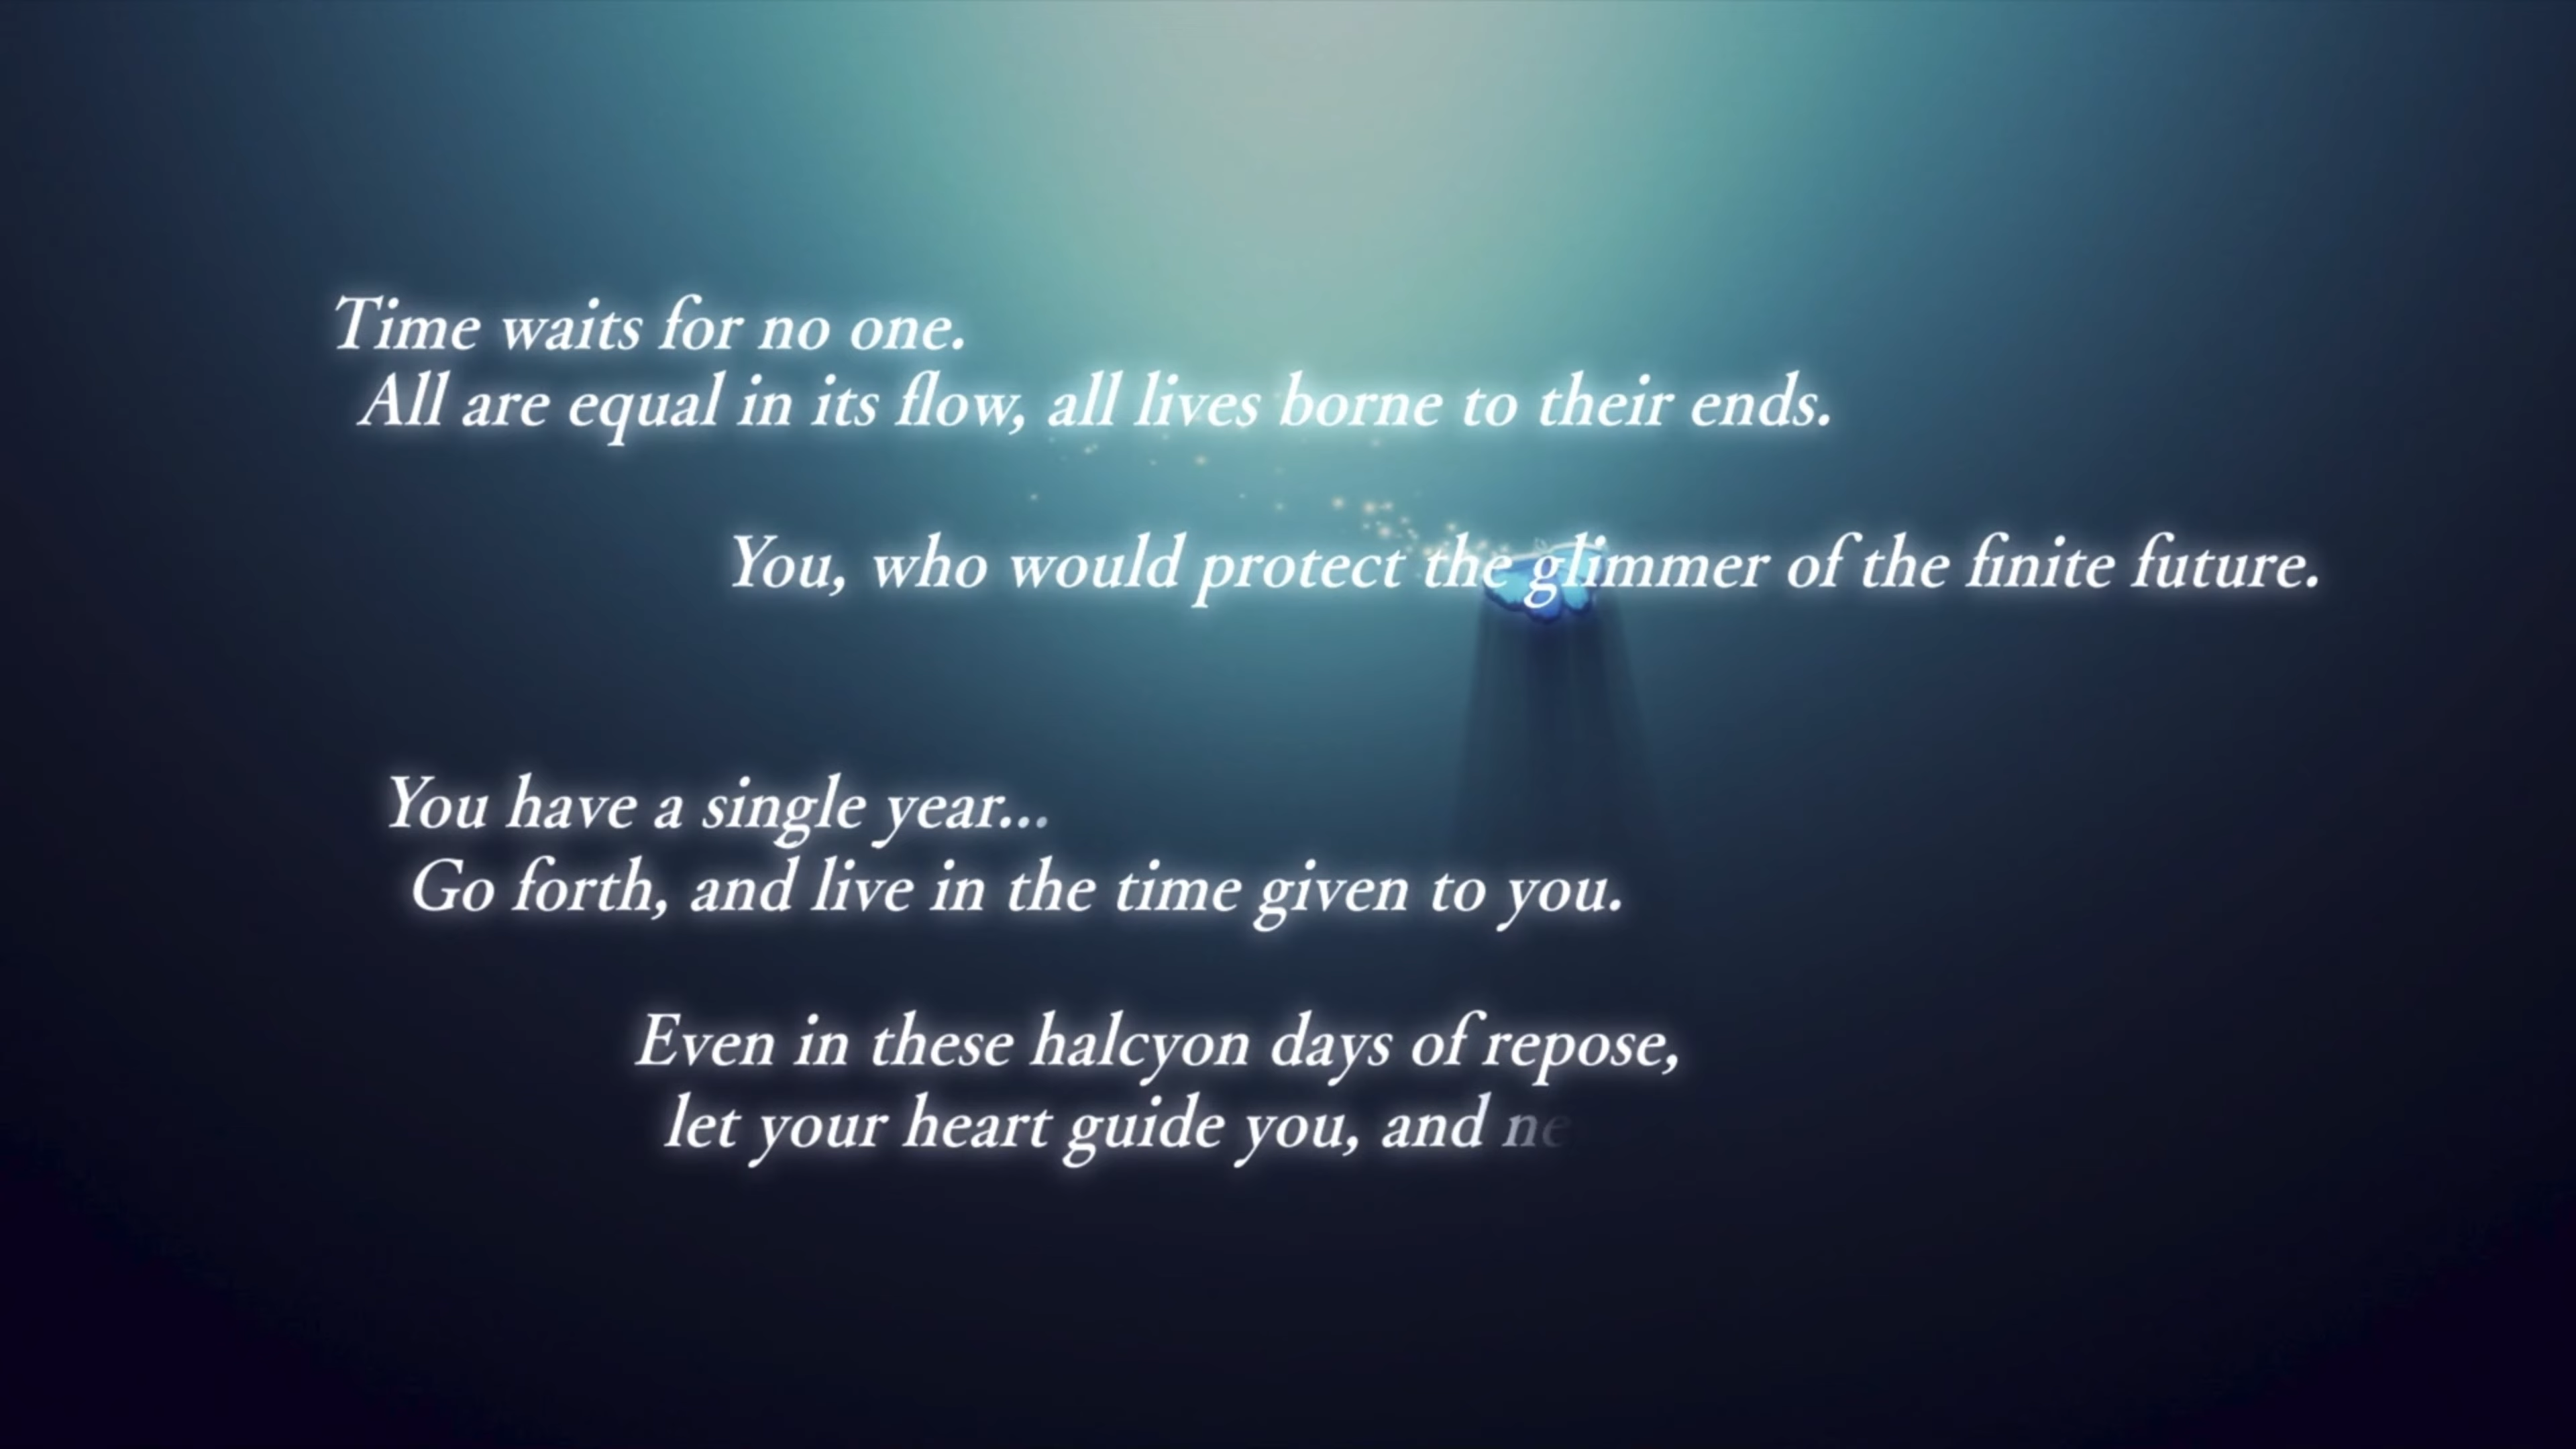 Time waits for no one.
All are equal in its flow, all lives borne to their ends.
You, who would protect the glimmer of the finite future.
You have a single year...
Go forth, and live in the time given to you.
Even in these halcyon days of repose,
let your heart guide you, and ne